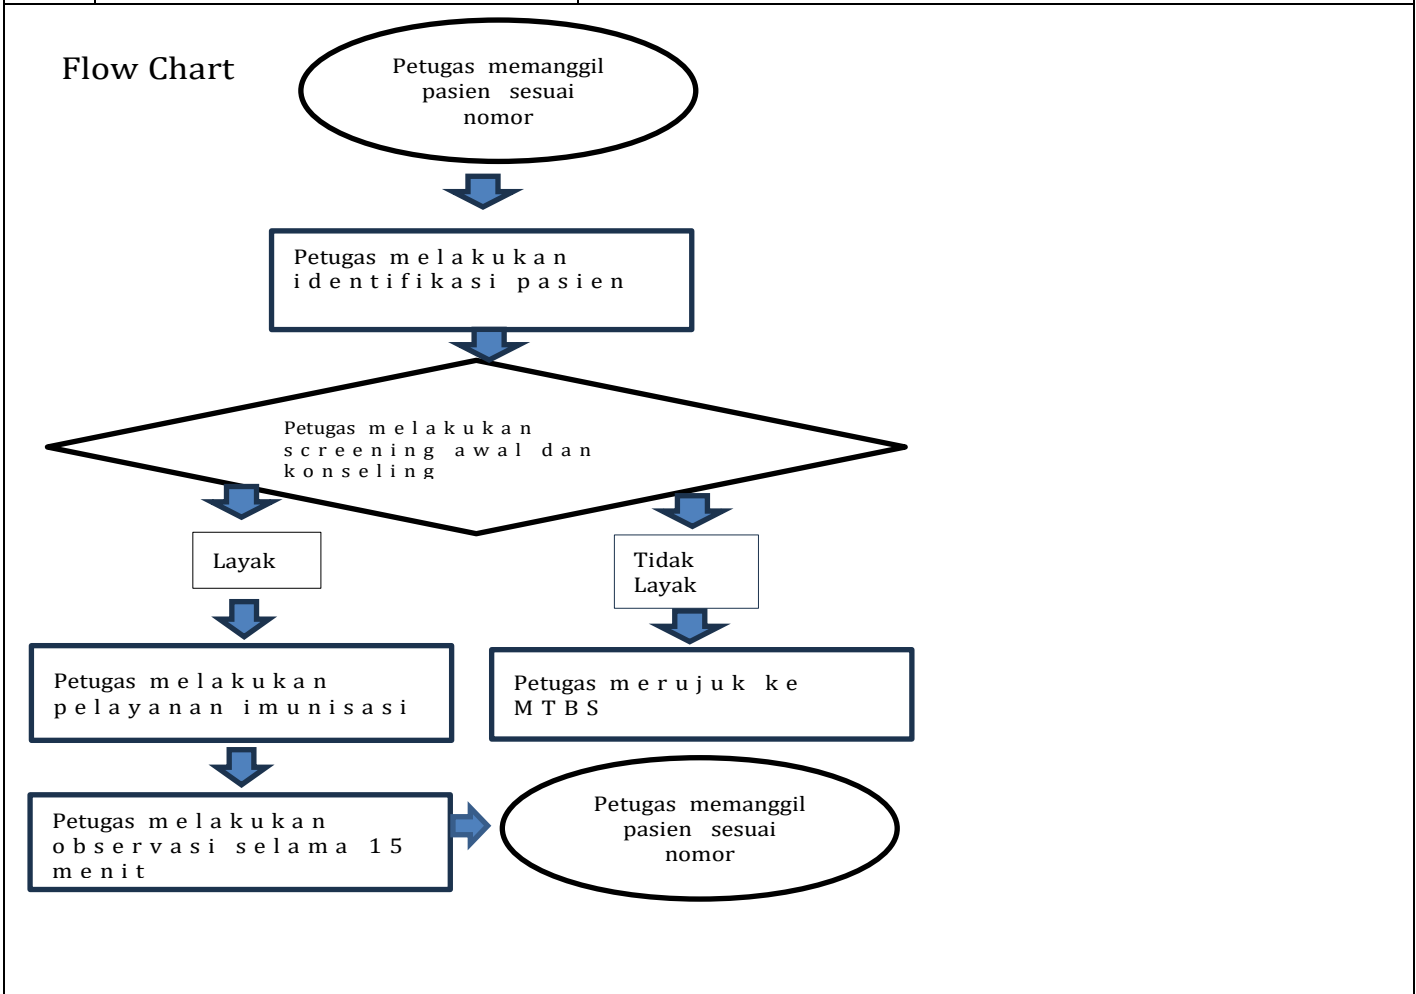 Flow Chart
Petugas memanggil
pasien sesuai
nomor
Petugas melakukan
identifikasi pasien
Petugas melakukan
screening awal dan
konseling
Layak
Tidak
Layak
Petugas melakukan
pelayanan imunisasi
Petugas merujuk ke
MTBS
Petugas melakukan
observasi selama 15
menit
Petugas memanggil
pasien sesuai
nomor